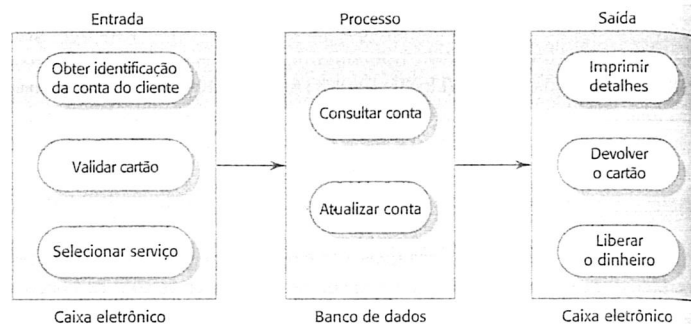 Entrada
Processo
Saída
Obter identificação
da conta do cliente
Validar cartão
Selecionar serviço
Consultar conta
Atualizar conta
Imprimir
detalhes
Devolver
o cartão
Liberar
o dinheiro
Caixa eletrônico
Banco de dados
Caixa eletrônico